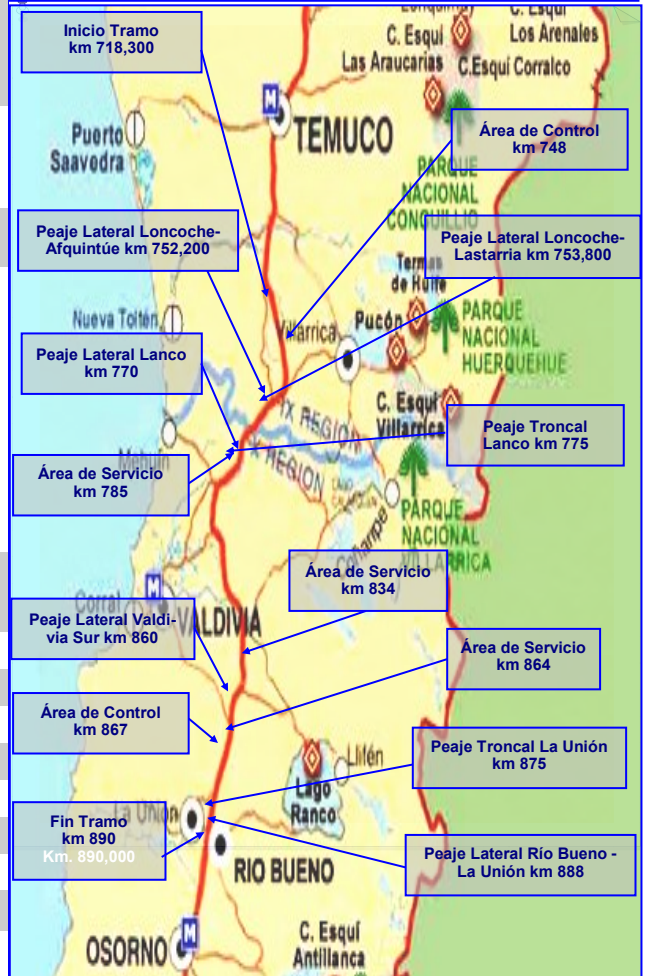 C. Esquí
Los Arenales
C. Esqui
Las Araucarias
C.Esquí Corralco
Inicio Tramo
km 718,300
M
TEMUCO
Puerto
Saavedra
Área de Control
km 748
PARQUE
NACIONAL
CONGUILLIO
Peaje Lateral Loncoche-
Afquintúe km 752,200
Peaje Lateral Loncoche-
Lastarria km 753,800
Termas
de Huife
Nueva Toltén
Villarrica
Pucón
PARQUE
NACIONAL
HUERQUEHUE
Peaje Lateral Lanco
km 770
C. Esquí
Villarrica
IX REGION
X REGION
Peaje Troncal
Lanco km 775
Mehuín
Área de Servicio
km 785
PARQUE
NACIONAL
VILLARRICA
Coñaripe
Área de Servicio
km 834
M
Corral
VALDIVIA
Peaje Lateral Valdi-
via Sur km 860
Área de Servicio
km 864
Área de Control
km 867
Peaje Troncal La Unión
km 875
Llifén
Lago
Ranco
La Unión
Fin Tramo
km 890
Km. 890,000
RIO BUENO
Peaje Lateral Río Bueno -
La Unión km 888
M
OSORNO
C. Esquí
Antillanca